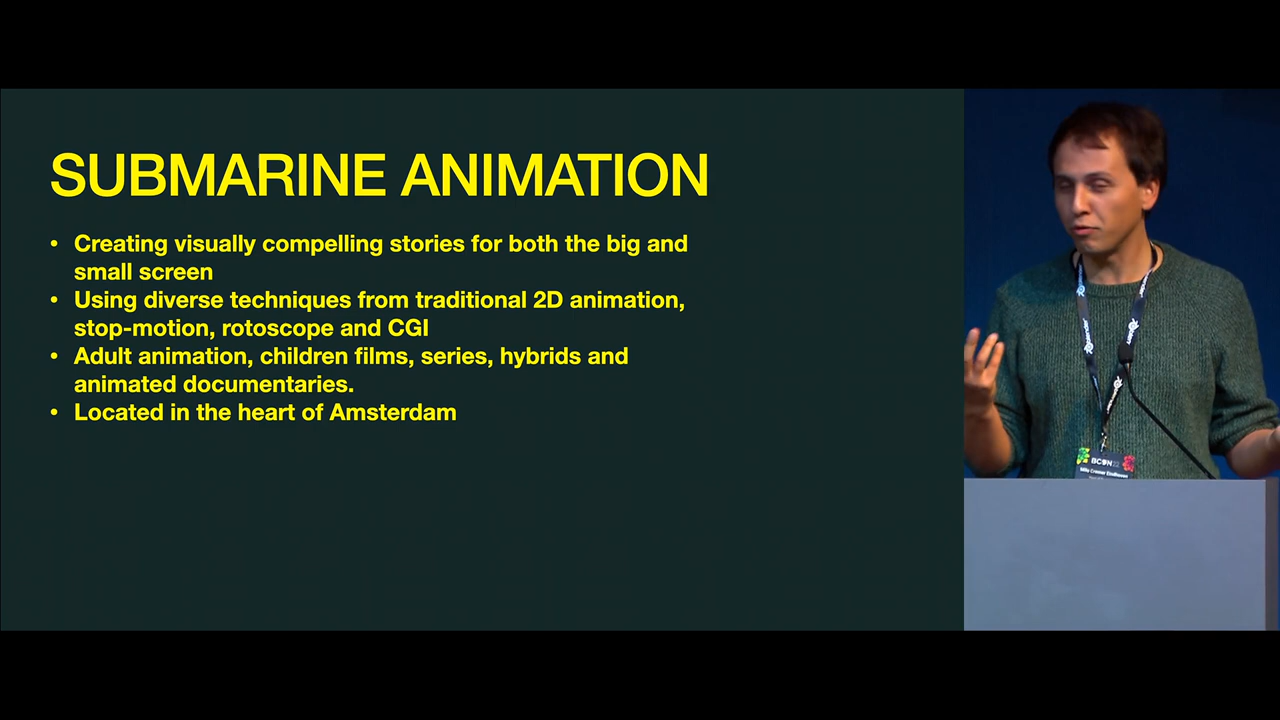 SUBMARINE ANIMATION
• Creating visually compelling stories for both the big and
small screen
• Using diverse techniques from traditional 2D animation,
stop-motion, rotoscope and CGI
• Adult animation, children films, series, hybrids and
animated documentaries.
• Located in the heart of Amsterdam
blender
BCON